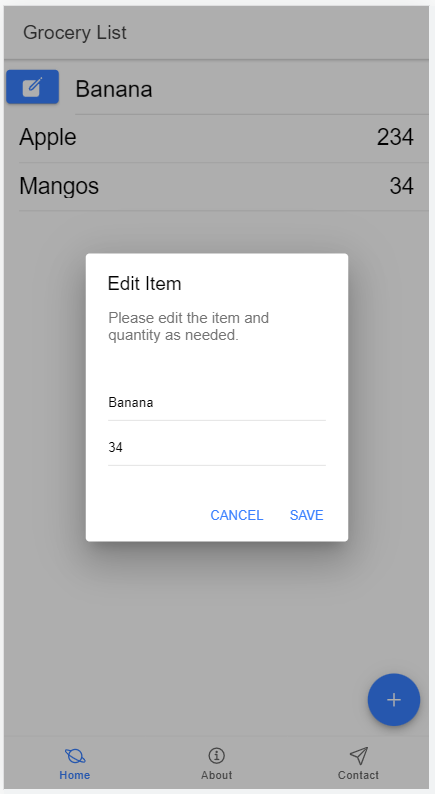 Grocery List
Banana
Apple 234
Mangos 34
Edit Item
Please edit the item and
quantity as needed.
Banana
34
CANCEL SAVE
Home About Contact